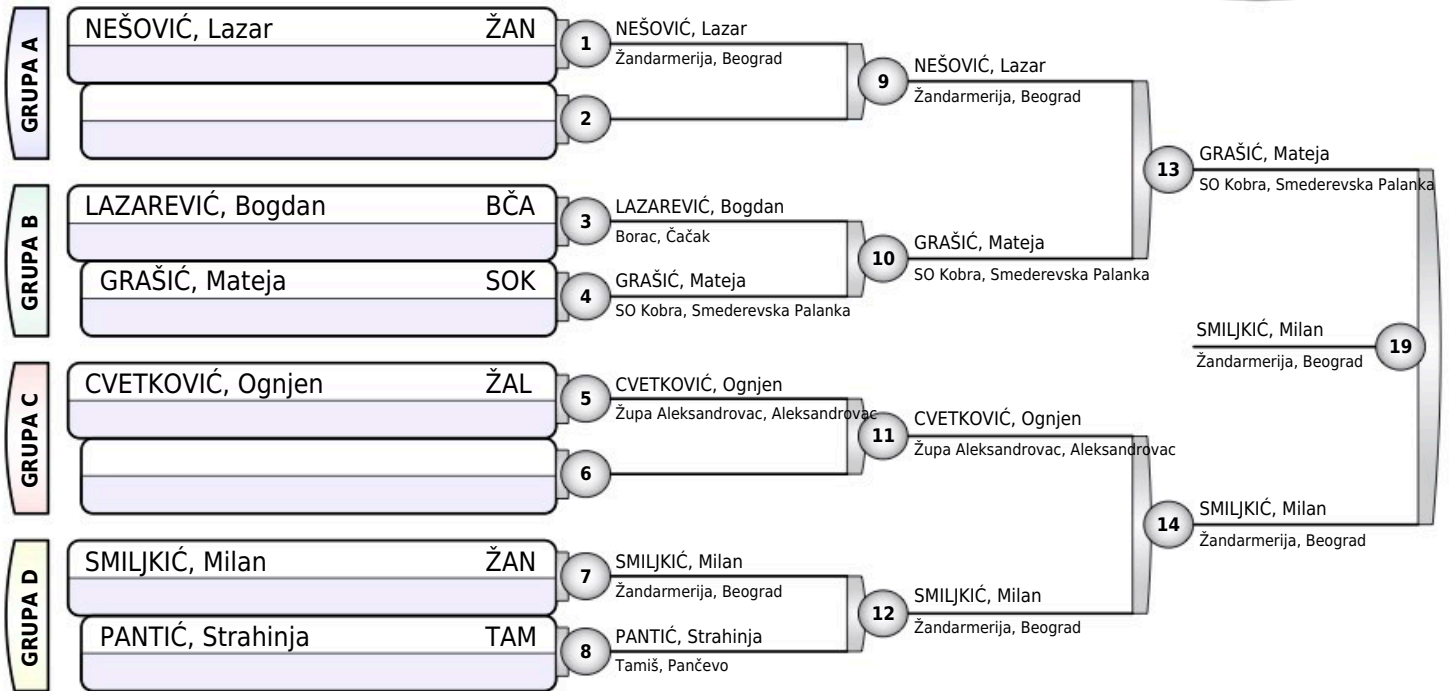 GRUPA A
NEŠOVIĆ, Lazar ŽAN
1
NEŠOVIĆ, Lazar
Žandarmerija, Beograd
2
9
NEŠOVIĆ, Lazar
Žandarmerija, Beograd
GRUPA B
LAZAREVIĆ, Bogdan BČA
3
LAZAREVIĆ, Bogdan
Borac, Čačak
GRAŠIĆ, Mateja SOK
4
GRAŠIĆ, Mateja
SO Kobra, Smederevska Palanka
10
GRAŠIĆ, Mateja
SO Kobra, Smederevska Palanka
13
GRAŠIĆ, Mateja
SO Kobra, Smederevska Palanka
GRUPA C
CVETKOVIĆ, Ognjen ŽAL
5
CVETKOVIĆ, Ognjen
Župa Aleksandrovac, Aleksandrovac
6
11
CVETKOVIĆ, Ognjen
Župa Aleksandrovac, Aleksandrovac
GRUPA D
SMILJKIĆ, Milan ŽAN
7
SMILJKIĆ, Milan
Žandarmerija, Beograd
PANTIĆ, Strahinja TAM
8
PANTIĆ, Strahinja
Tamiš, Pančevo
12
SMILJKIĆ, Milan
Žandarmerija, Beograd
14
SMILJKIĆ, Milan
Žandarmerija, Beograd
SMILJKIĆ, Milan
Žandarmerija, Beograd
19